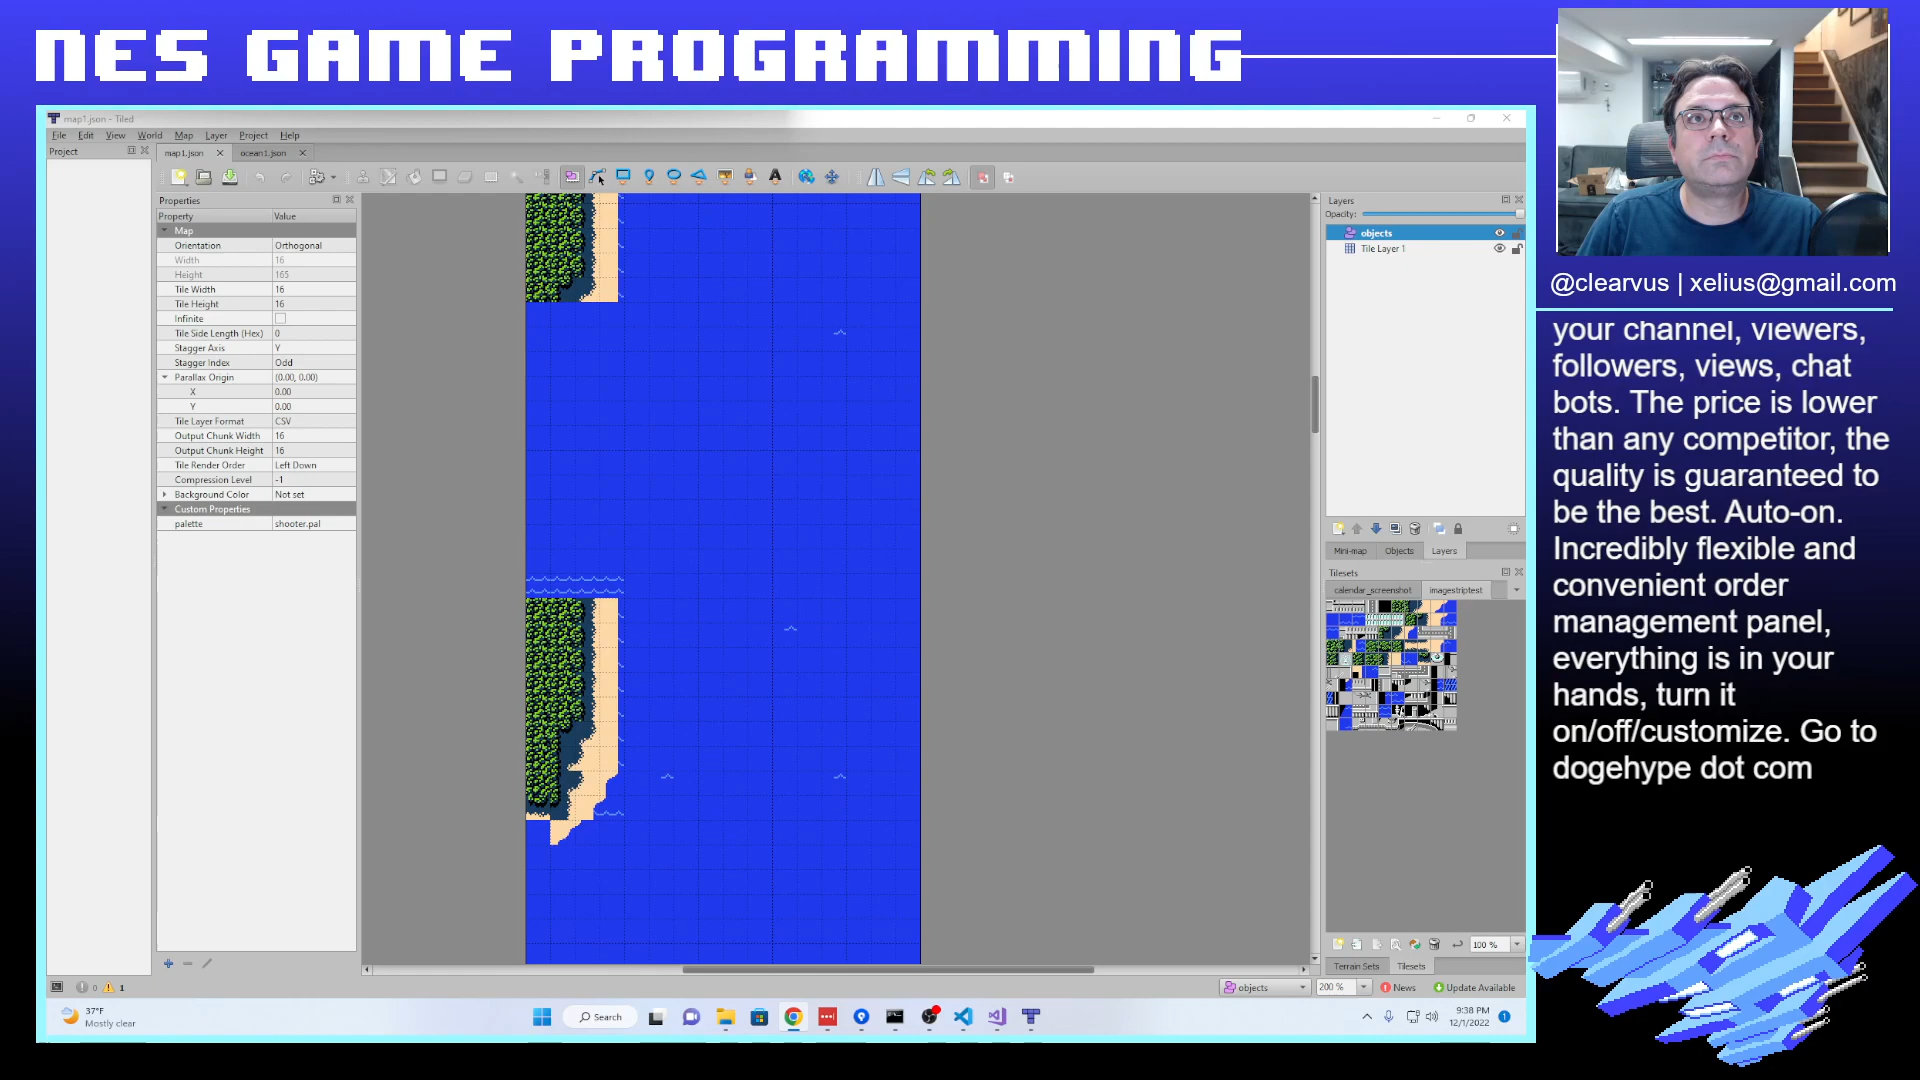 NES GAME PROGRAMMING
map1.json - Tiled
File Edit View World Map Layer Project Help
Project
map1.json
ocean1.json
Properties
Property Value
Map
Orientation Orthogonal
Width 16
Height 165
Tile Width 16
Tile Height 16
Infinite
Tile Side Length (Hex) 0
Stagger Axis Y
Stagger Index Odd
Parallax Origin (0.00, 0.00)
X 0.00
Y 0.00
Tile Layer Format CSV
Output Chunk Width 16
Output Chunk Height 16
Tile Render Order Left Down
Compression Level -1
Background Color Not set
Custom Properties
palette shooter.pal
0 1
Layers
Opacity:
objects
Tile Layer 1
Mini-map Objects Layers
Tilesets
calendar_screenshot imagestriptest
100 %
Terrain Sets Tilesets
objects 200 % News Update Available
37°F
Mostly clear
Search
9:38 PM
12/1/2022
1
@clearvus | xelius@gmail.com
your channel, viewers,
followers, views, chat
bots. The price is lower
than any competitor, the
quality is guaranteed to
be the best. Auto-on.
Incredibly flexible and
convenient order
management panel,
everything is in your
hands, turn it
on/off/customize. Go to
dogehype dot com